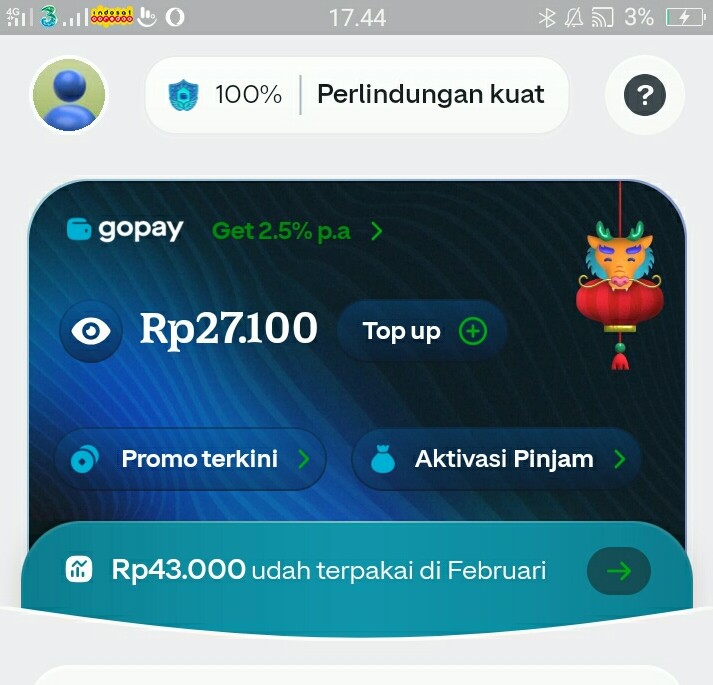 4G 3 indosat ooredoo 17.44 3%
100% | Perlindungan kuat ?
gopay Get 2.5% p.a
Rp27.100 Top up
Promo terkini Aktivasi Pinjam
Rp43.000 udah terpakai di Februari